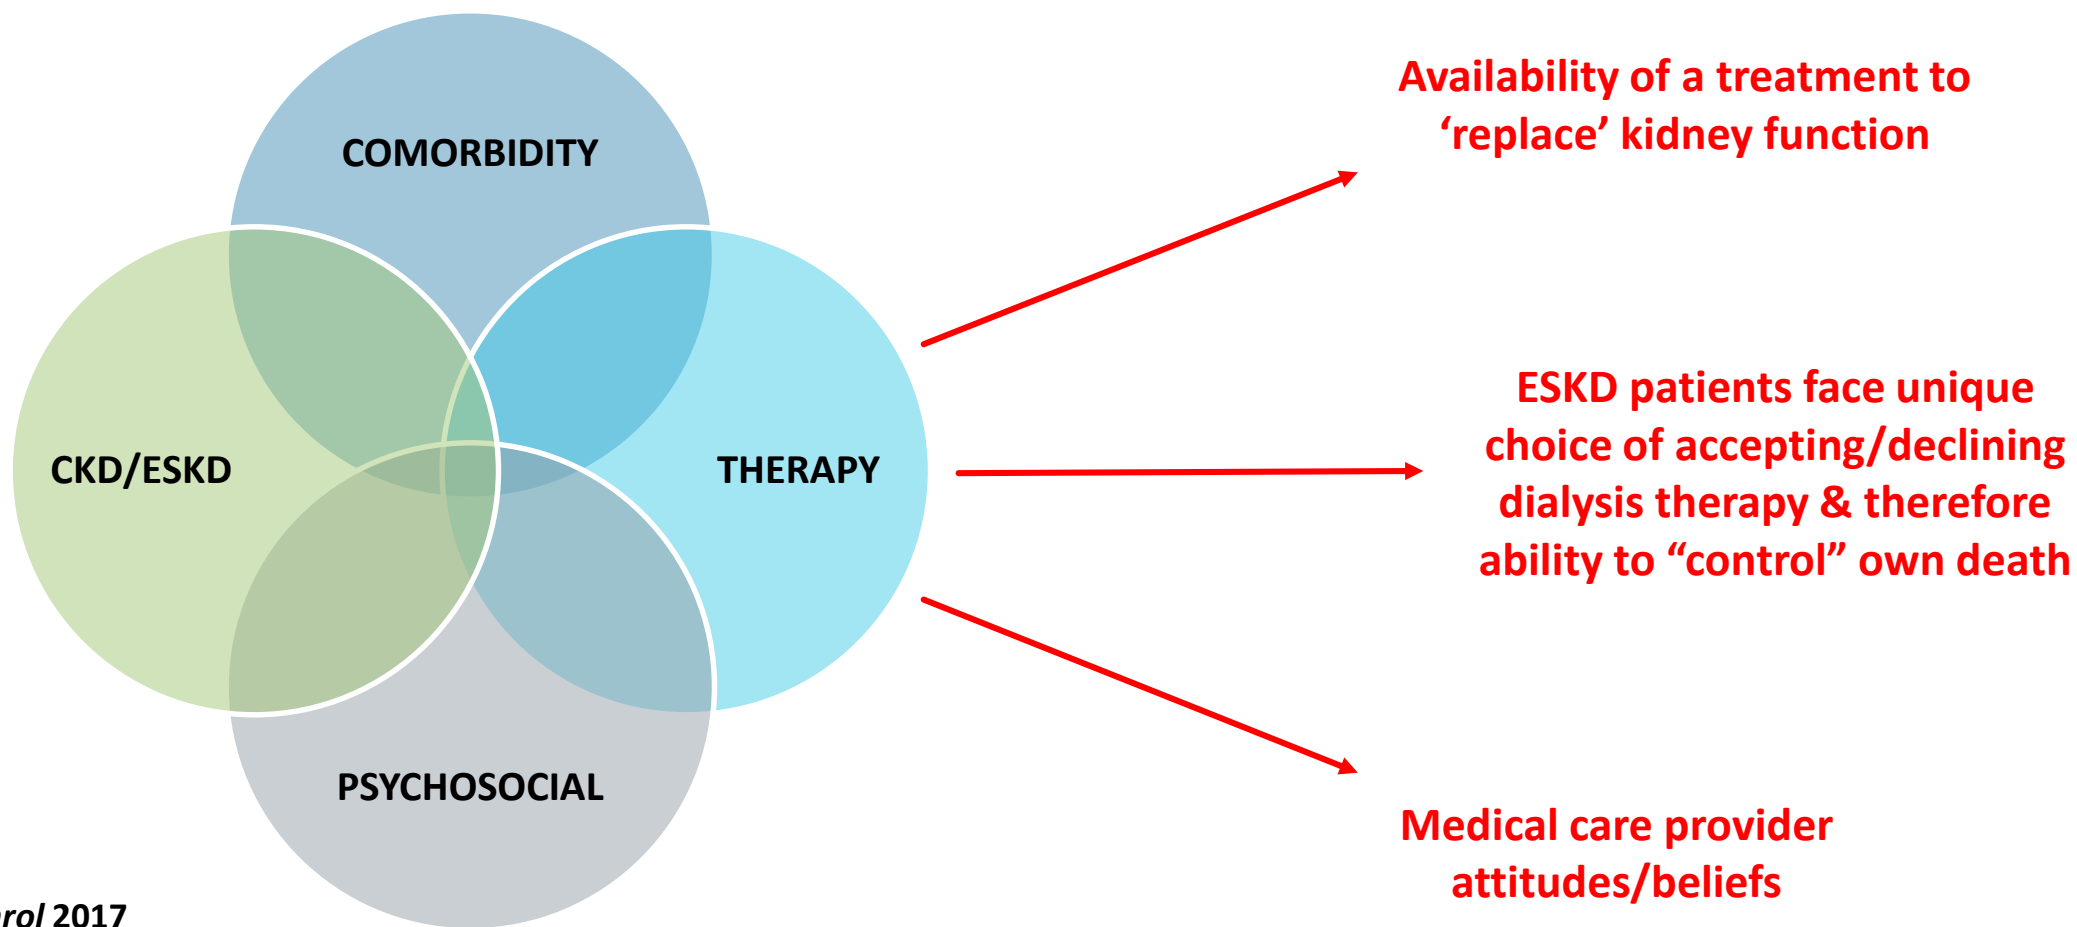 COMORBIDITY
CKD/ESKD
THERAPY
PSYCHOSOCIAL
Availability of a treatment to
‘replace’ kidney function
ESKD patients face unique
choice of accepting/declining
dialysis therapy & therefore
ability to “control” own death
Medical care provider
attitudes/beliefs
2017